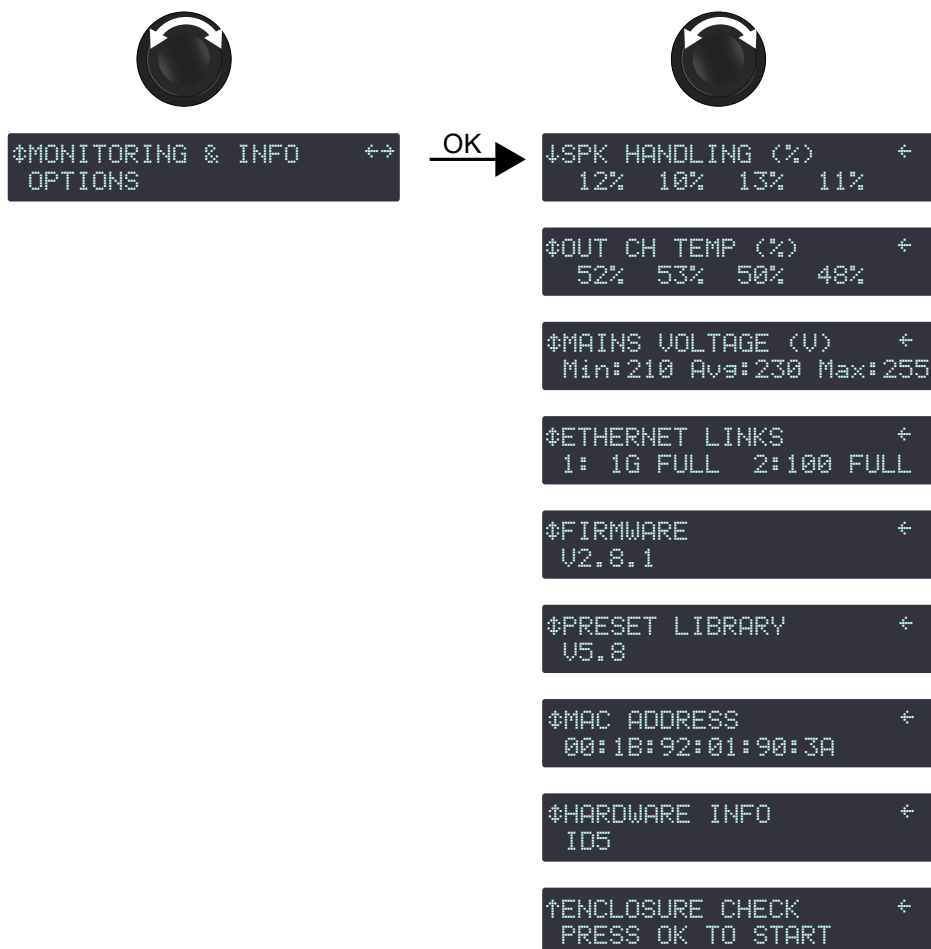 ↕MONITORING & INFO ←→
OPTIONS
OK
↓SPK HANDLING (%) ←
12% 10% 13% 11%
↕OUT CH TEMP (%) ←
52% 53% 50% 48%
↕MAINS VOLTAGE (V) ←
Min:210 Avg:230 Max:255
↕ETHERNET LINKS ←
1: 1G FULL 2:100 FULL
↕FIRMWARE ←
V2.8.1
↕PRESET LIBRARY ←
V5.8
↕MAC ADDRESS ←
00:1B:92:01:90:3A
↕HARDWARE INFO ←
ID5
↑ENCLOSURE CHECK ←
PRESS OK TO START